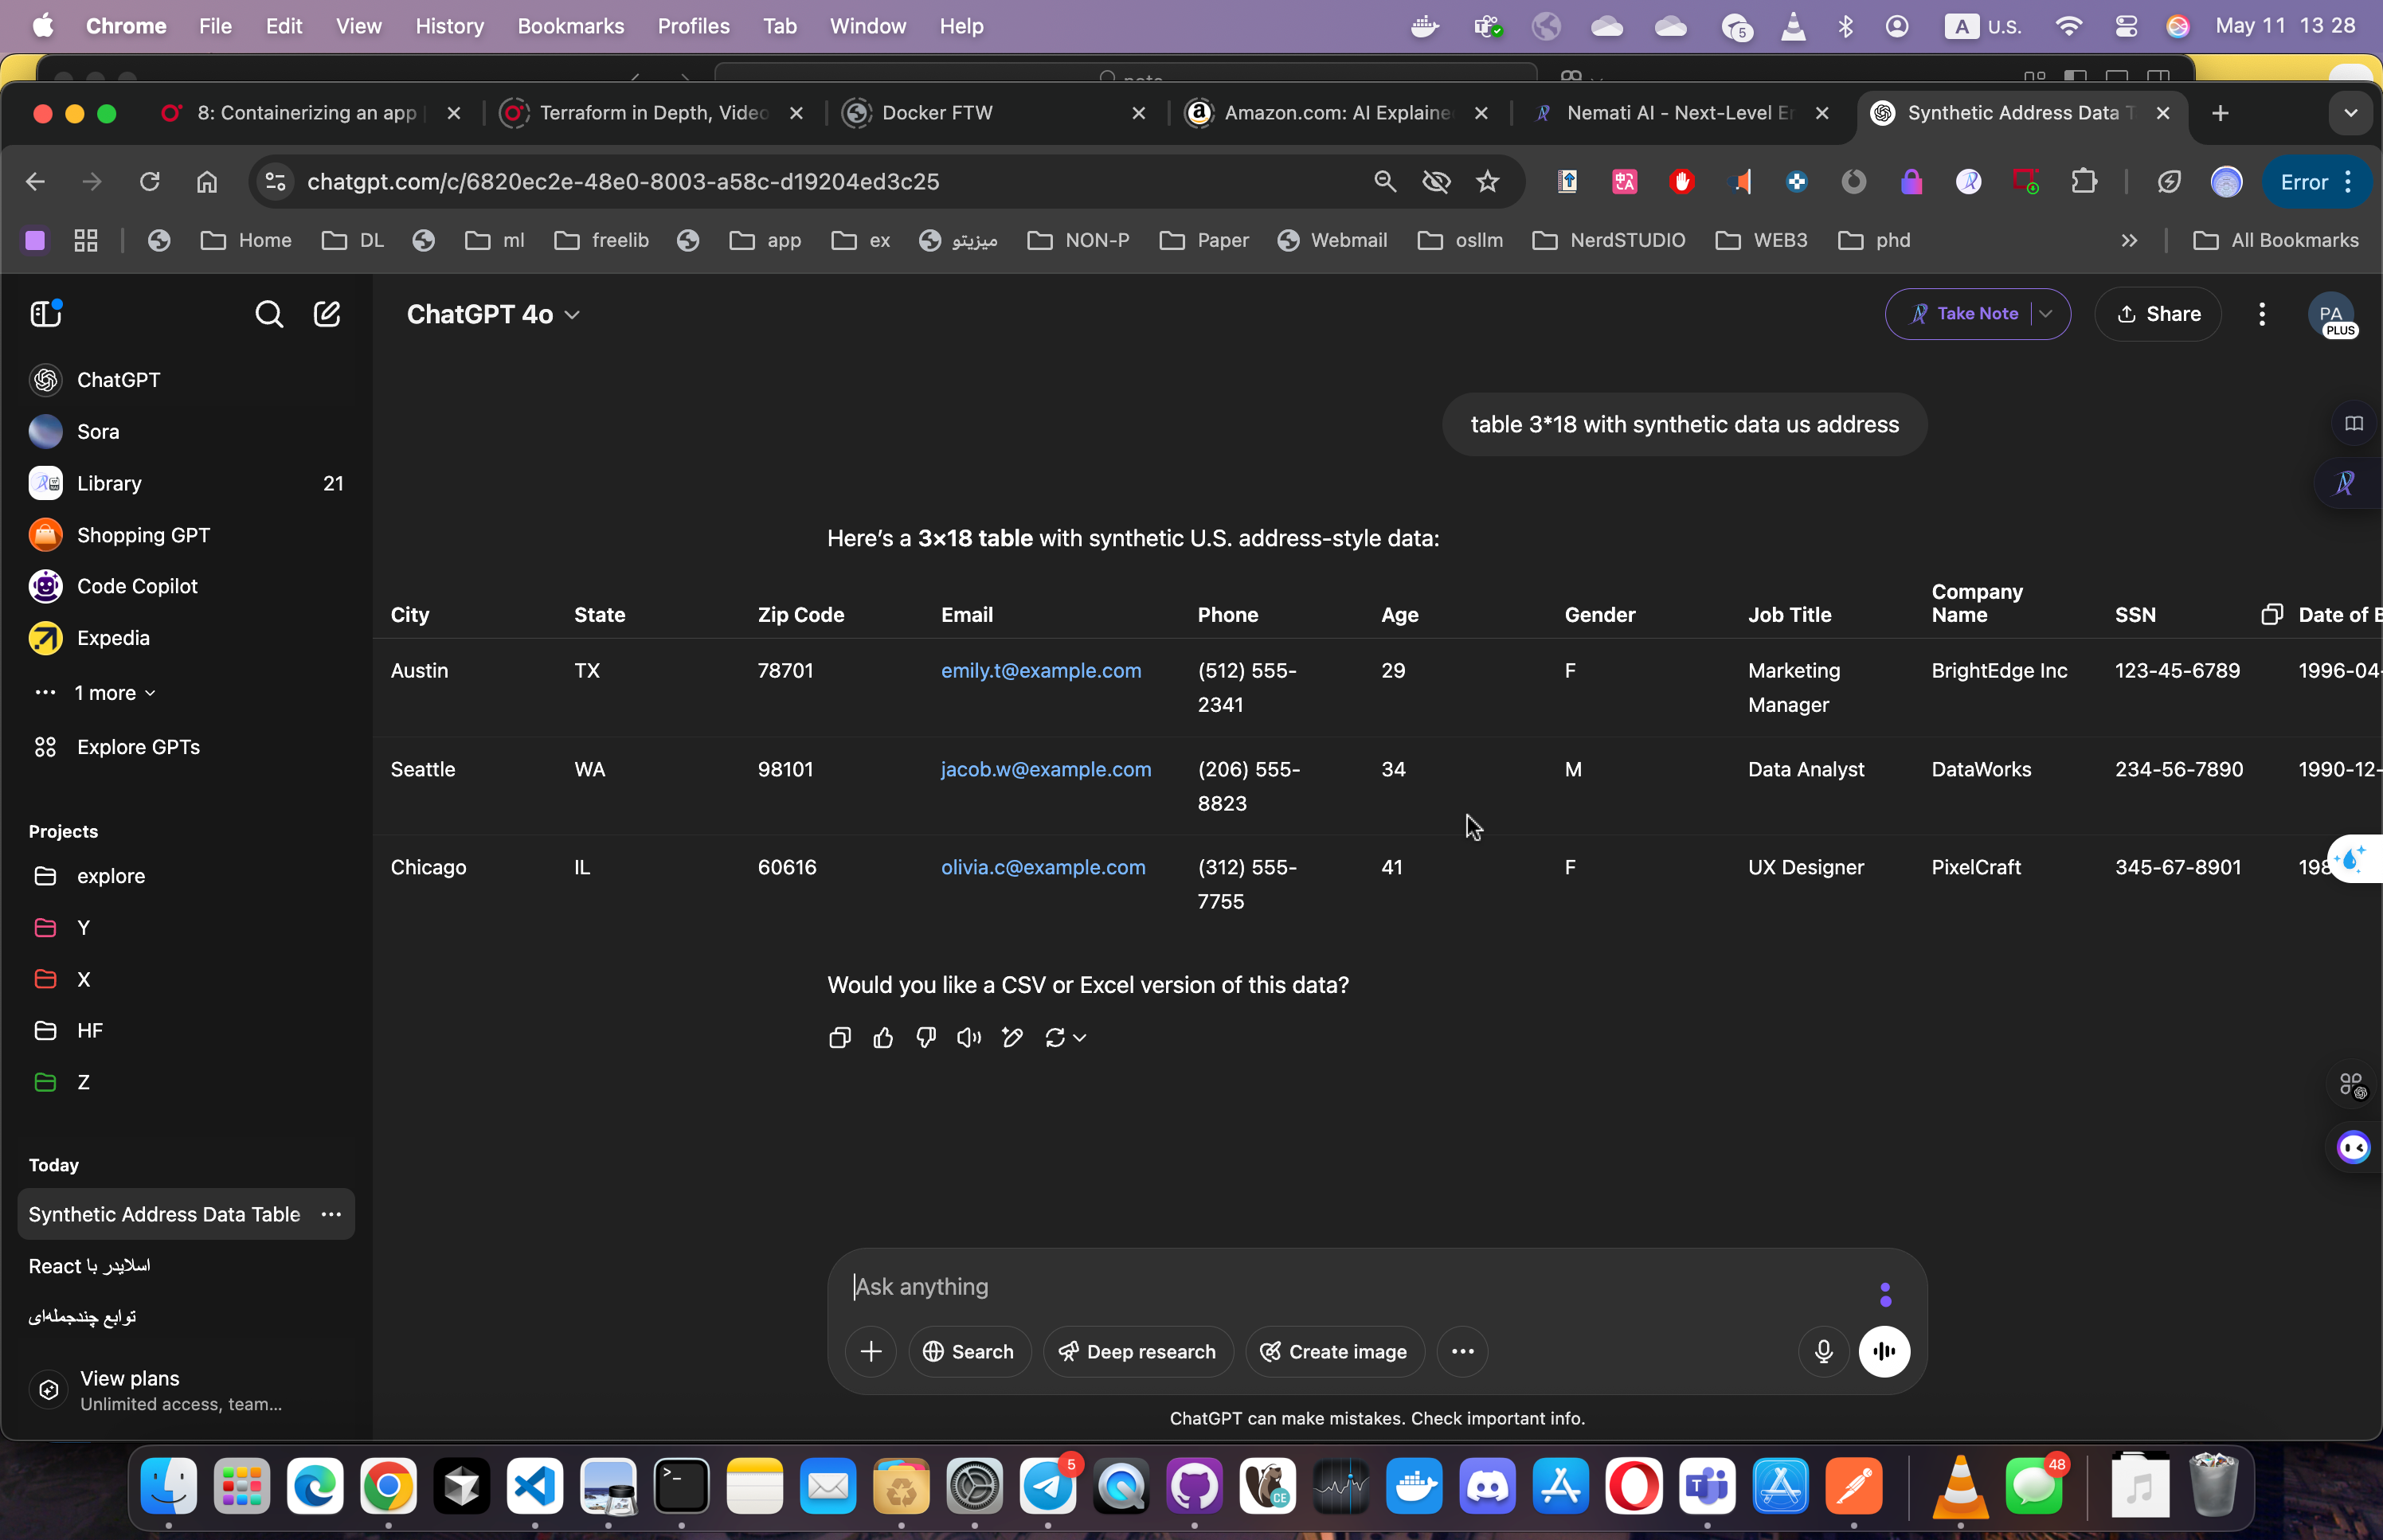 Chrome File Edit View History Bookmarks Profiles Tab Window Help 5 A U.S. May 11 13 28
8: Containerizing an app Terraform in Depth, Video Docker FTW Amazon.com: AI Explaine Nemati AI - Next-Level Er Synthetic Address Data T
chatgpt.com/c/6820ec2e-48e0-8003-a58c-d19204ed3c25 Error
Home DL ml freelib app ex میزیتو NON-P Paper Webmail osllm NerdSTUDIO WEB3 phd All Bookmarks
ChatGPT 4o Take Note Share PA PLUS
ChatGPT
Sora
Library 21
Shopping GPT
Code Copilot
Expedia
1 more
Explore GPTs
Projects
explore
Y
X
HF
Z
Today
Synthetic Address Data Table
React اسلایدر با
توابع چندجمله‌ای
View plans
Unlimited access, team...
table 3*18 with synthetic data us address
Here's a 3×18 table with synthetic U.S. address-style data:
City State Zip Code Email Phone Age Gender Job Title Company Name SSN Date of B
Austin TX 78701 emily.t@example.com (512) 555-2341 29 F Marketing Manager BrightEdge Inc 123-45-6789 1996-04-
Seattle WA 98101 jacob.w@example.com (206) 555-8823 34 M Data Analyst DataWorks 234-56-7890 1990-12-
Chicago IL 60616 olivia.c@example.com (312) 555-7755 41 F UX Designer PixelCraft 345-67-8901 198
Would you like a CSV or Excel version of this data?
Ask anything
Search Deep research Create image
ChatGPT can make mistakes. Check important info.
5 CE 48